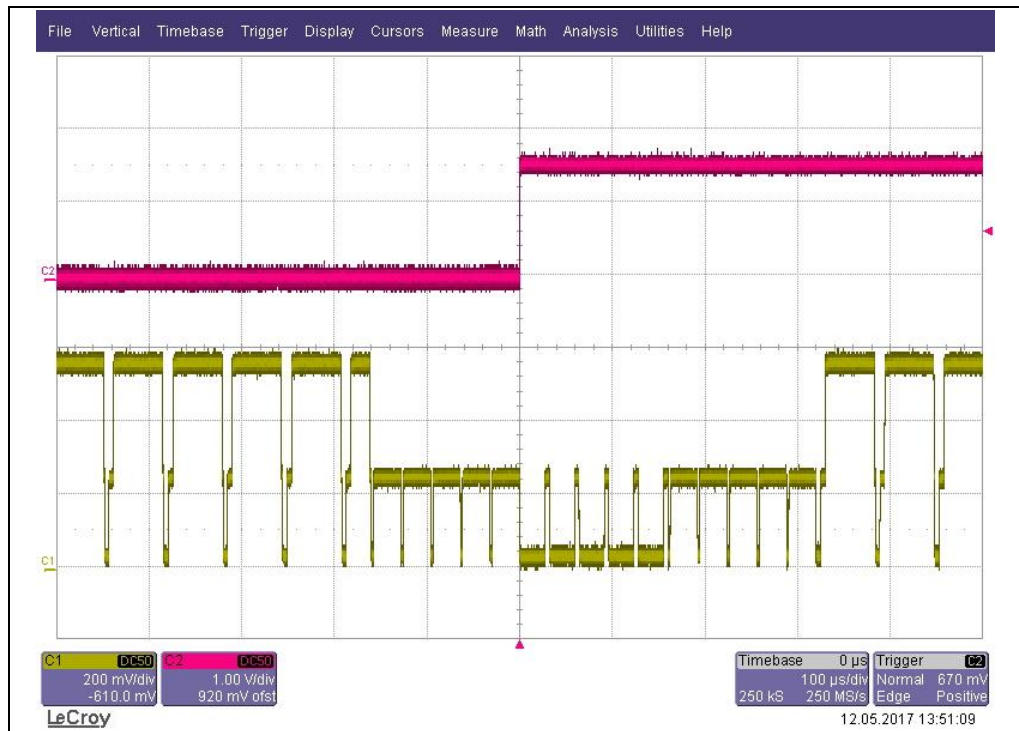 File Vertical Timebase Trigger Display Cursors Measure Math Analysis Utilities Help
C2
C1
C1 DC50
200 mV/div
-610.0 mV
C2 DC50
1.00 V/div
920 mV ofst
Timebase 0 µs
100 µs/div
250 kS 250 MS/s
Trigger C2
Normal 670 mV
Edge Positive
LeCroy
12.05.2017 13:51:09